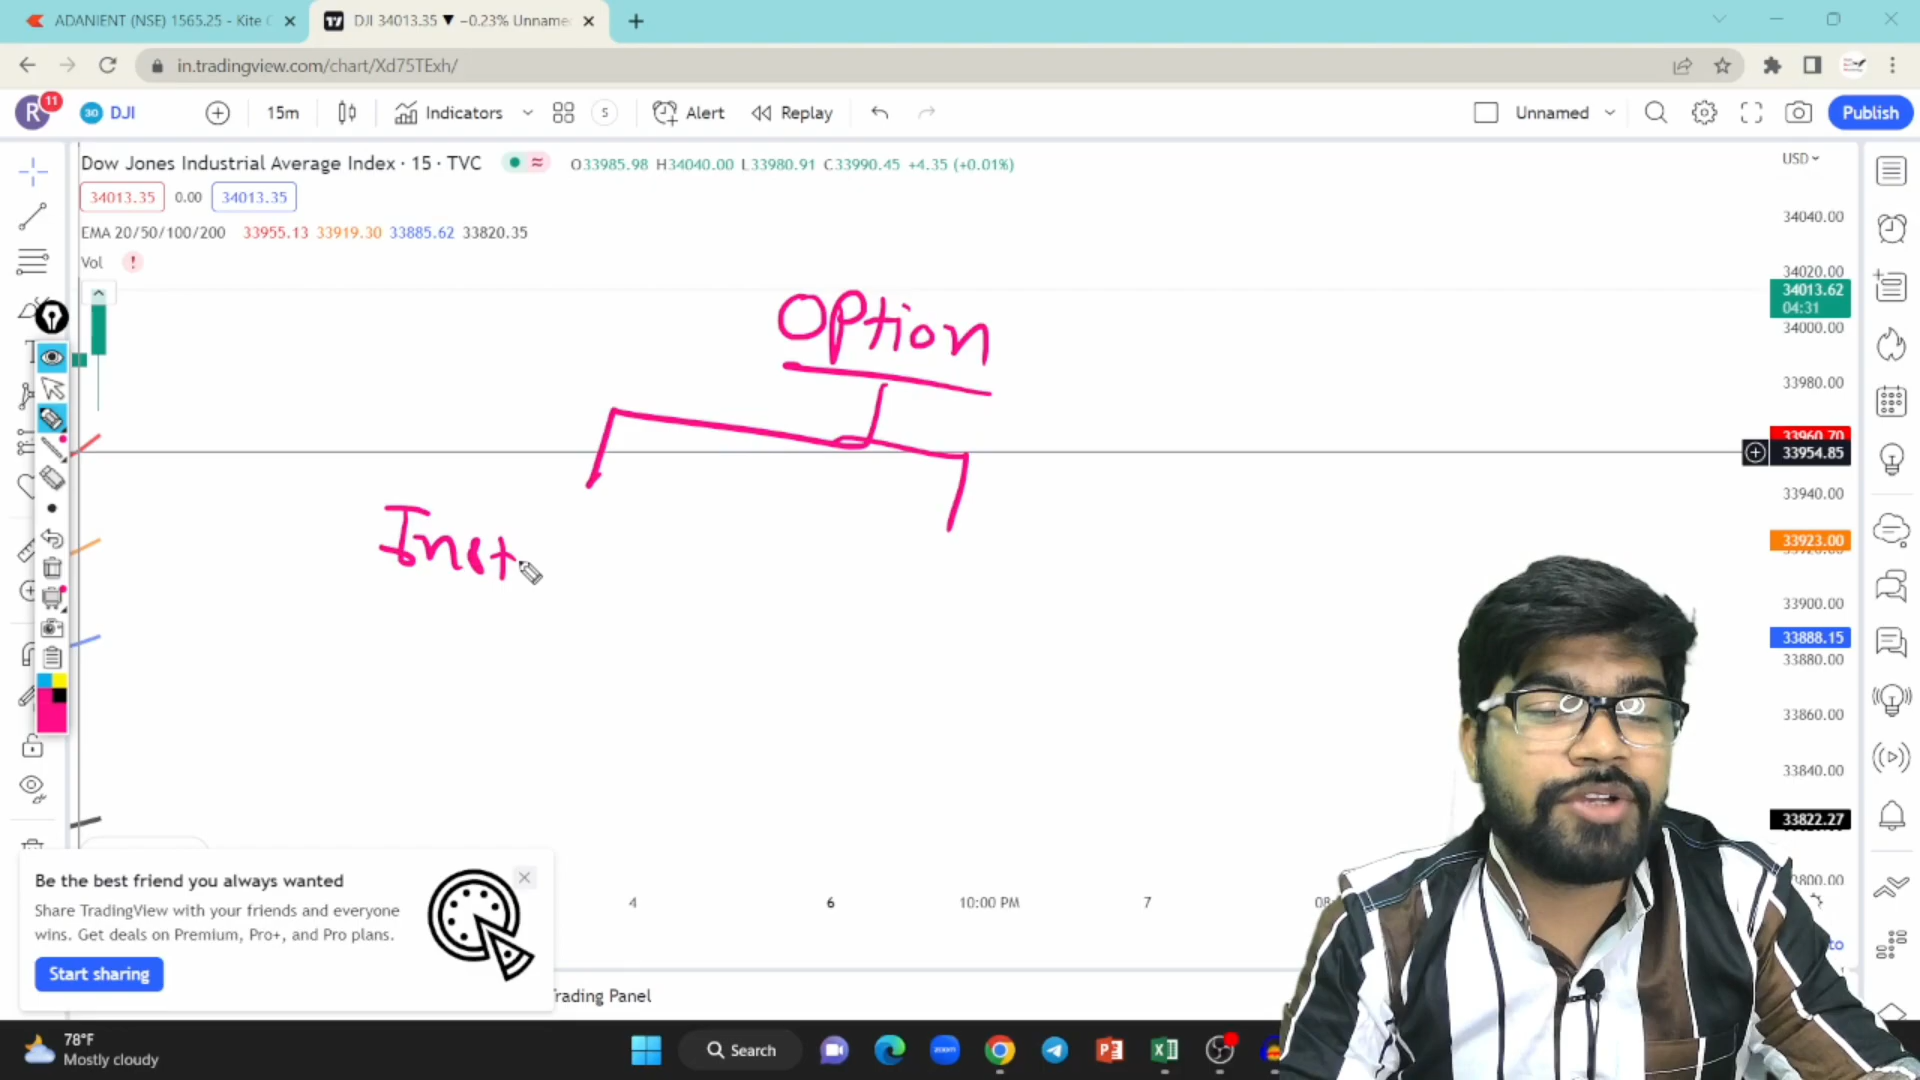 ADANIENT (NSE) 1565.25 - Kite
DJI 34013.35 ▼ −0.23% Unname
in.tradingview.com/chart/Xd75TExh/
R 11 30 DJI 15m Indicators S Alert Replay Unnamed Publish
Dow Jones Industrial Average Index · 15 · TVC O33985.98 H34040.00 L33980.91 C33990.45 +4.35 (+0.01%)
USD
34013.35 0.00 34013.35
EMA 20/50/100/200 33955.13 33919.30 33885.62 33820.35
Vol !
34040.00
34020.00
34013.62
04:31
34000.00
33980.00
33960.70
33954.85
33940.00
33923.00
33900.00
33888.15
33880.00
33860.00
33840.00
33822.27
Option
Inst
Be the best friend you always wanted
Share TradingView with your friends and everyone
wins. Get deals on Premium, Pro+, and Pro plans.
Start sharing
4 6 10:00 PM 7 08
Trading Panel
78°F
Mostly cloudy
Search
zoom